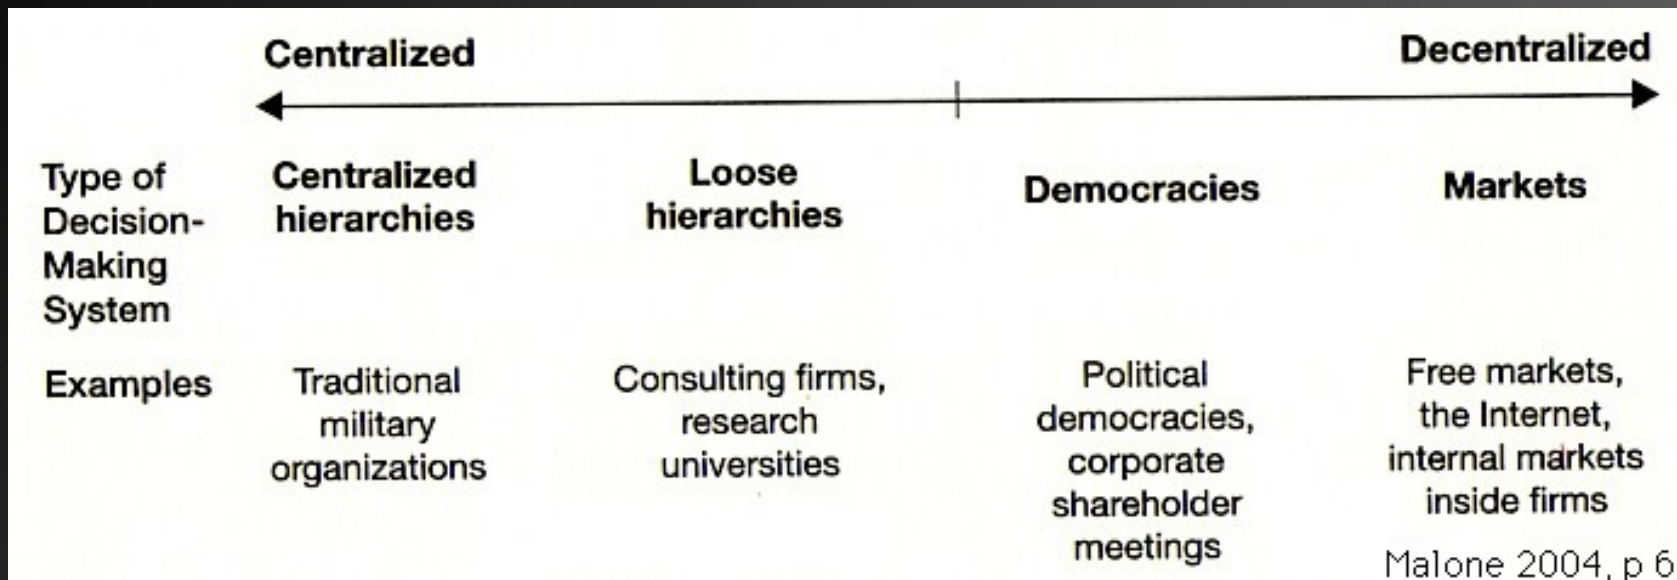 Centralized
Decentralized
Type of
Decision-
Making
System
Centralized
hierarchies
Loose
hierarchies
Democracies
Markets
Examples
Traditional
military
organizations
Consulting firms,
research
universities
Political
democracies,
corporate
shareholder
meetings
Free markets,
the Internet,
internal markets
inside firms
Malone 2004, p 6